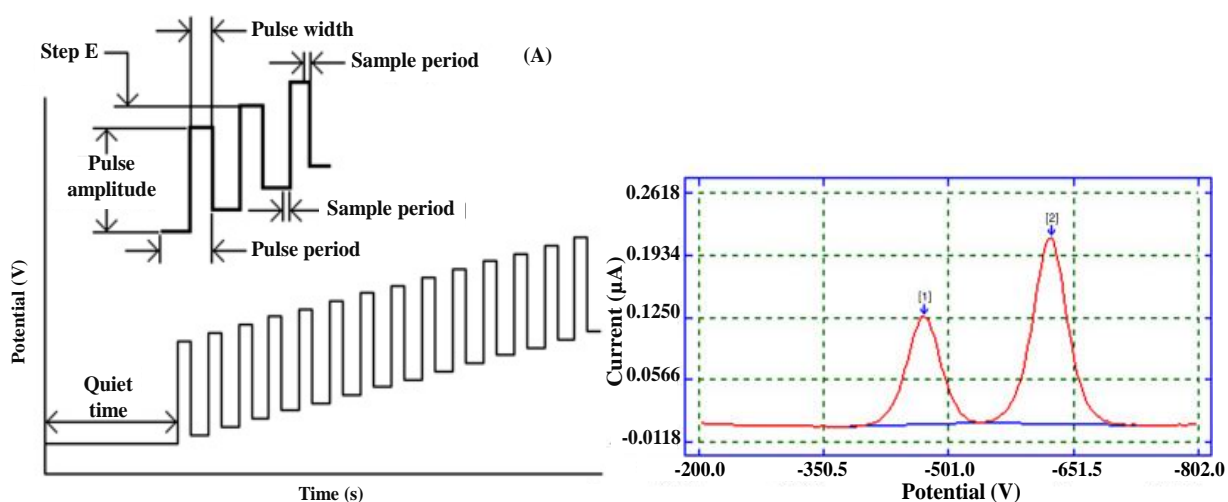 Pulse width
Step E
Sample period
(A)
Pulse
amplitude
Sample period
Pulse period
Quiet
time
Potential (V)
Time (s)
0.2618
0.1934
0.1250
0.0566
-0.0118
Current (µA)
[1]
[2]
-200.0
-350.5
-501.0
-651.5
-802.0
Potential (V)